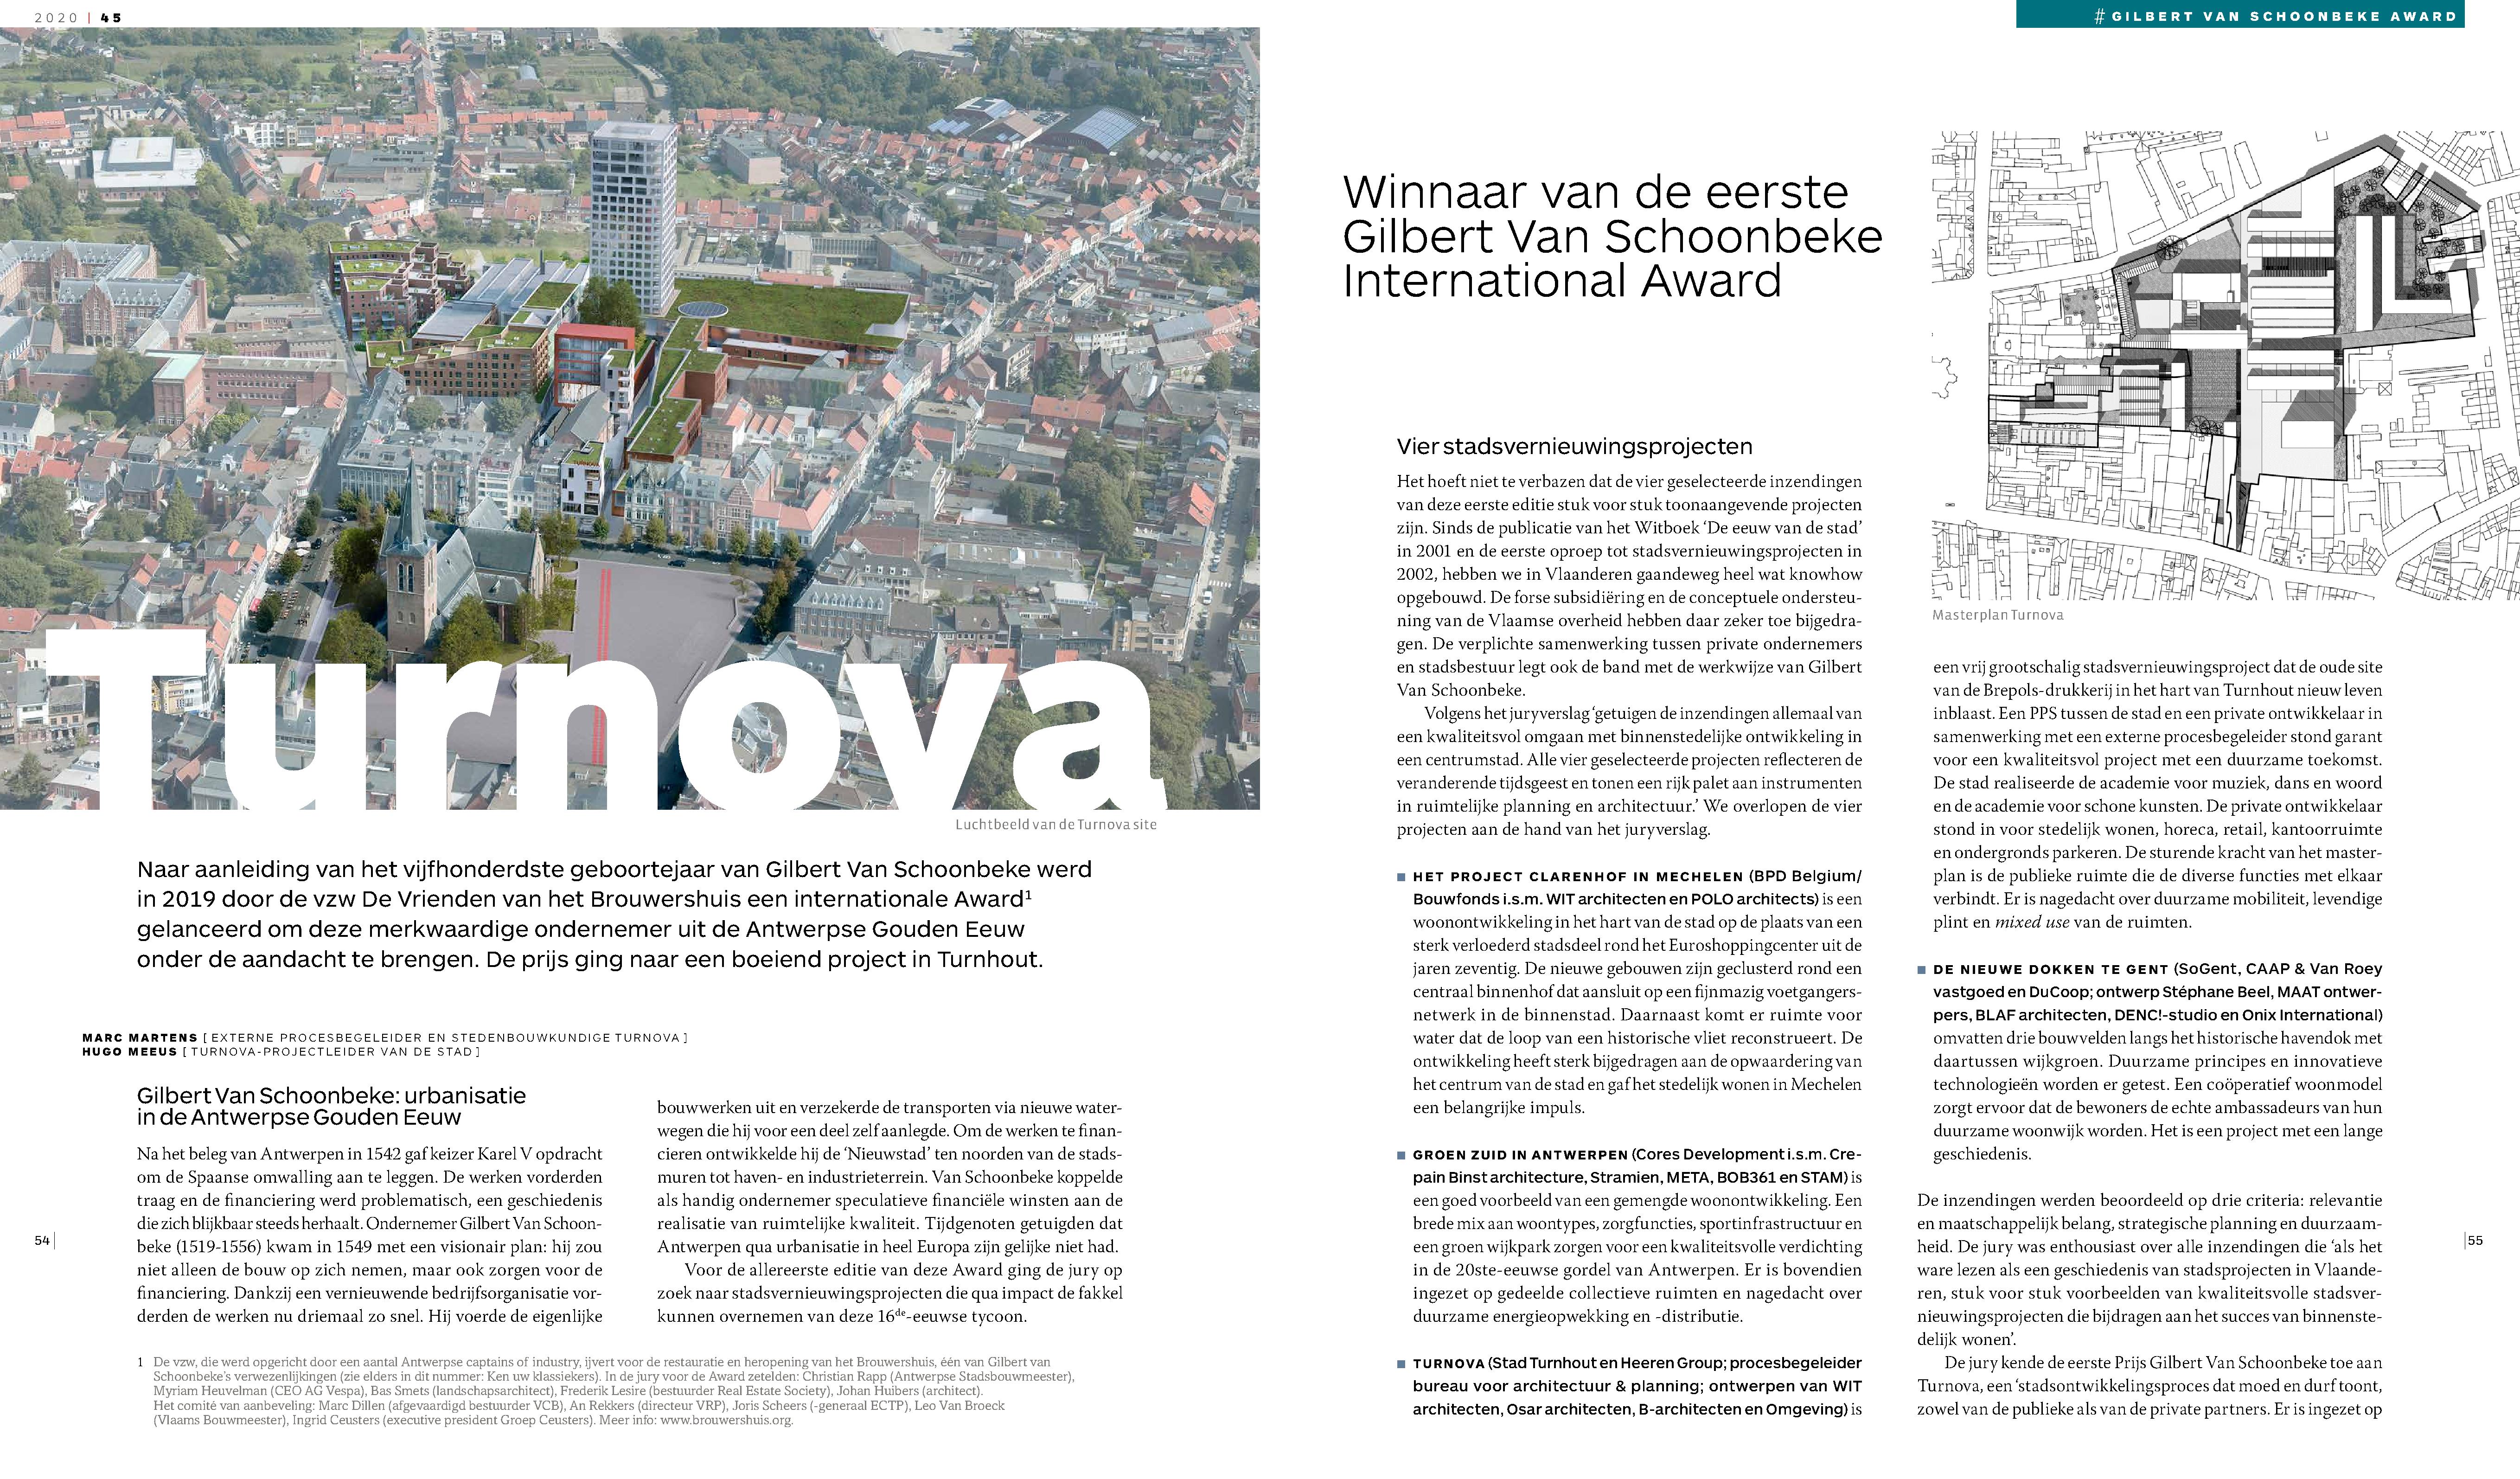 2020 | 45
# GILBERT VAN SCHOONBEKE AWARD
TURNOVA
Turnova
Luchtbeeld van de Turnova site
Naar aanleiding van het vijfhonderdste geboortejaar van Gilbert Van Schoonbeke werd
in 2019 door de vzw De Vrienden van het Brouwershuis een internationale Award¹
gelanceerd om deze merkwaardige ondernemer uit de Antwerpse Gouden Eeuw
onder de aandacht te brengen. De prijs ging naar een boeiend project in Turnhout.
MARC MARTENS [ EXTERNE PROCESBEGELEIDER EN STEDENBOUWKUNDIGE TURNOVA ]
HUGO MEEUS [ TURNOVA-PROJECTLEIDER VAN DE STAD ]
Gilbert Van Schoonbeke: urbanisatie
in de Antwerpse Gouden Eeuw
Na het beleg van Antwerpen in 1542 gaf keizer Karel V opdracht
om de Spaanse omwalling aan te leggen. De werken vorderden
traag en de financiering werd problematisch, een geschiedenis
die zich blijkbaar steeds herhaalt. Ondernemer Gilbert Van Schoon-
beke (1519-1556) kwam in 1549 met een visionair plan: hij zou
niet alleen de bouw op zich nemen, maar ook zorgen voor de
financiering. Dankzij een vernieuwende bedrijfsorganisatie vor-
derden de werken nu driemaal zo snel. Hij voerde de eigenlijke
bouwwerken uit en verzekerde de transporten via nieuwe water-
wegen die hij voor een deel zelf aanlegde. Om de werken te finan-
cieren ontwikkelde hij de ‘Nieuwstad’ ten noorden van de stads-
muren tot haven- en industrieterrein. Van Schoonbeke koppelde
als handig ondernemer speculatieve financiële winsten aan de
realisatie van ruimtelijke kwaliteit. Tijdgenoten getuigden dat
Antwerpen qua urbanisatie in heel Europa zijn gelijke niet had.
Voor de allereerste editie van deze Award ging de jury op
zoek naar stadsvernieuwingsprojecten die qua impact de fakkel
kunnen overnemen van deze 16de-eeuwse tycoon.
1 De vzw, die werd opgericht door een aantal Antwerpse captains of industry, ijvert voor de restauratie en heropening van het Brouwershuis, één van Gilbert van
Schoonbeke’s verwezenlijkingen (zie elders in dit nummer: Ken uw klassiekers). In de jury voor de Award zetelden: Christian Rapp (Antwerpse Stadsbouwmeester),
Myriam Heuvelman (CEO AG Vespa), Bas Smets (landschapsarchitect), Frederik Lesire (bestuurder Real Estate Society), Johan Huibers (architect).
Het comité van aanbeveling: Marc Dillen (afgevaardigd bestuurder VCB), An Rekkers (directeur VRP), Joris Scheers (-generaal ECTP), Leo Van Broeck
(Vlaams Bouwmeester), Ingrid Ceusters (executive president Groep Ceusters). Meer info: www.brouwershuis.org.
54
Winnaar van de eerste
Gilbert Van Schoonbeke
International Award
Vier stadsvernieuwingsprojecten
Het hoeft niet te verbazen dat de vier geselecteerde inzendingen
van deze eerste editie stuk voor stuk toonaangevende projecten
zijn. Sinds de publicatie van het Witboek ‘De eeuw van de stad’
in 2001 en de eerste oproep tot stadsvernieuwingsprojecten in
2002, hebben we in Vlaanderen gaandeweg heel wat knowhow
opgebouwd. De forse subsidiëring en de conceptuele ondersteu-
ning van de Vlaamse overheid hebben daar zeker toe bijgedra-
gen. De verplichte samenwerking tussen private ondernemers
en stadsbestuur legt ook de band met de werkwijze van Gilbert
Van Schoonbeke.
Volgens het juryverslag ‘getuigen de inzendingen allemaal van
een kwaliteitsvol omgaan met binnenstedelijke ontwikkeling in
een centrumstad. Alle vier geselecteerde projecten reflecteren de
veranderende tijdsgeest en tonen een rijk palet aan instrumenten
in ruimtelijke planning en architectuur.’ We overlopen de vier
projecten aan de hand van het juryverslag.
■ HET PROJECT CLARENHOF IN MECHELEN (BPD Belgium/
Bouwfonds i.s.m. WIT architecten en POLO architects) is een
woonontwikkeling in het hart van de stad op de plaats van een
sterk verloederd stadsdeel rond het Euroshoppingcenter uit de
jaren zeventig. De nieuwe gebouwen zijn geclusterd rond een
centraal binnenhof dat aansluit op een fijnmazig voetgangers-
netwerk in de binnenstad. Daarnaast komt er ruimte voor
water dat de loop van een historische vliet reconstrueert. De
ontwikkeling heeft sterk bijgedragen aan de opwaardering van
het centrum van de stad en gaf het stedelijk wonen in Mechelen
een belangrijke impuls.
■ GROEN ZUID IN ANTWERPEN (Cores Development i.s.m. Cre-
pain Binst architecture, Stramien, META, BOB361 en STAM) is
een goed voorbeeld van een gemengde woonontwikkeling. Een
brede mix aan woontypes, zorgfuncties, sportinfrastructuur en
een groen wijkpark zorgen voor een kwaliteitsvolle verdichting
in de 20ste-eeuwse gordel van Antwerpen. Er is bovendien
ingezet op gedeelde collectieve ruimten en nagedacht over
duurzame energieopwekking en -distributie.
■ TURNOVA (Stad Turnhout en Heeren Group; procesbegeleider
bureau voor architectuur & planning; ontwerpen van WIT
architecten, Osar architecten, B-architecten en Omgeving) is
Masterplan Turnova
een vrij grootschalig stadsvernieuwingsproject dat de oude site
van de Brepols-drukkerij in het hart van Turnhout nieuw leven
inblaast. Een PPS tussen de stad en een private ontwikkelaar in
samenwerking met een externe procesbegeleider stond garant
voor een kwaliteitsvol project met een duurzame toekomst.
De stad realiseerde de academie voor muziek, dans en woord
en de academie voor schone kunsten. De private ontwikkelaar
stond in voor stedelijk wonen, horeca, retail, kantoorruimte
en ondergronds parkeren. De sturende kracht van het master-
plan is de publieke ruimte die de diverse functies met elkaar
verbindt. Er is nagedacht over duurzame mobiliteit, levendige
plint en mixed use van de ruimten.
■ DE NIEUWE DOKKEN TE GENT (SoGent, CAAP & Van Roey
vastgoed en DuCoop; ontwerp Stéphane Beel, MAAT ontwer-
pers, BLAF architecten, DENC!-studio en Onix International)
omvatten drie bouwvelden langs het historische havendok met
daartussen wijkgroen. Duurzame principes en innovatieve
technologieën worden er getest. Een coöperatief woonmodel
zorgt ervoor dat de bewoners de echte ambassadeurs van hun
duurzame woonwijk worden. Het is een project met een lange
geschiedenis.
De inzendingen werden beoordeeld op drie criteria: relevantie
en maatschappelijk belang, strategische planning en duurzaam-
heid. De jury was enthousiast over alle inzendingen die ‘als het
ware lezen als een geschiedenis van stadsprojecten in Vlaande-
ren, stuk voor stuk voorbeelden van kwaliteitsvolle stadsver-
nieuwingsprojecten die bijdragen aan het succes van binnenste-
delijk wonen’.
De jury kende de eerste Prijs Gilbert Van Schoonbeke toe aan
Turnova, een ‘stadsontwikkelingsproces dat moed en durf toont,
zowel van de publieke als van de private partners. Er is ingezet op
55